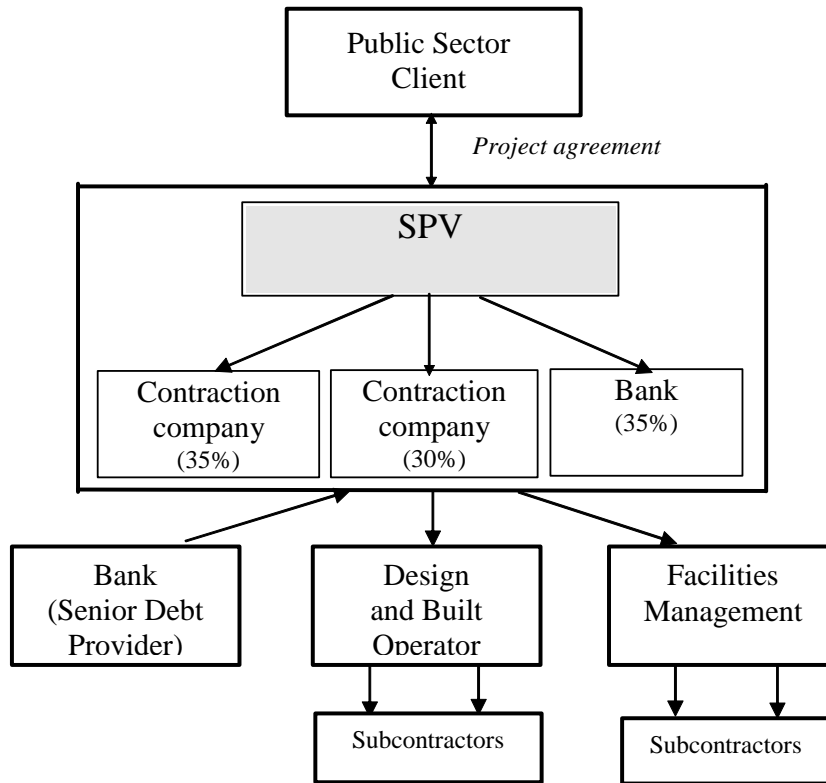 Public Sector
Client
Project agreement
SPV
Contraction
company
(35%)
Contraction
company
(30%)
Bank
(35%)
Bank
(Senior Debt
Provider)
Design
and Built
Operator
Facilities
Management
Subcontractors
Subcontractors